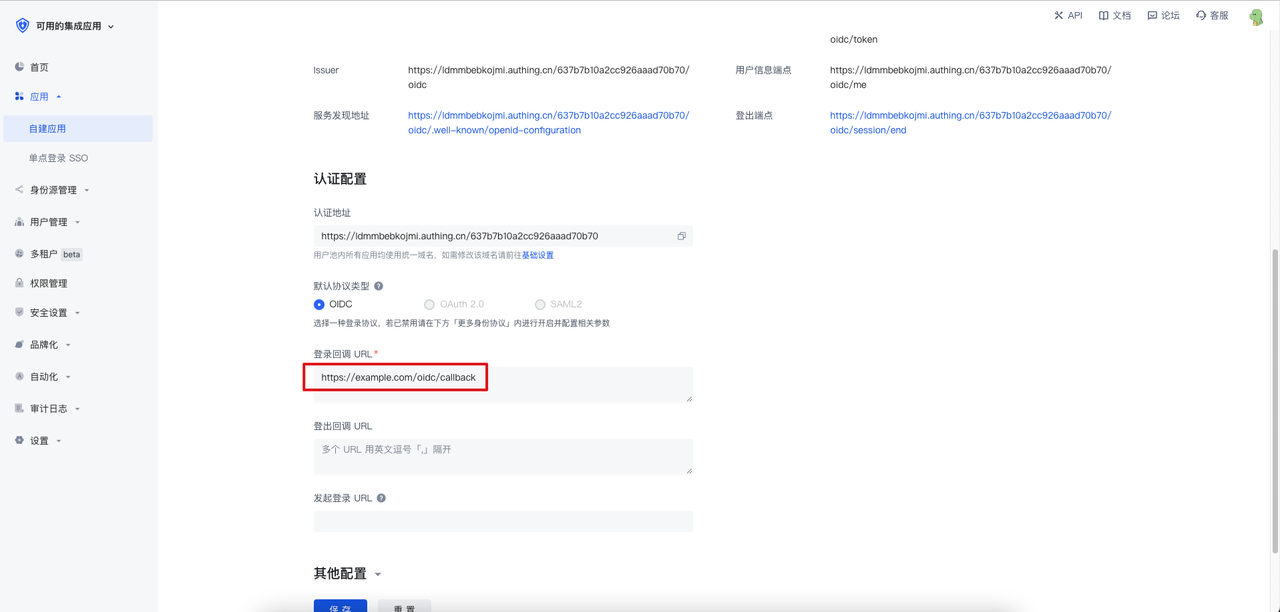 可用的集成应用
API
文档
论坛
客服
首页
应用
自建应用
单点登录 SSO
身份源管理
用户管理
多租户 beta
权限管理
安全设置
品牌化
自动化
审计日志
设置
oidc/token
Issuer
https://ldmmbebkojmi.authing.cn/637b7b10a2cc926aaad70b70/
oidc
用户信息端点
https://ldmmbebkojmi.authing.cn/637b7b10a2cc926aaad70b70/
oidc/me
服务发现地址
https://ldmmbebkojmi.authing.cn/637b7b10a2cc926aaad70b70/
oidc/.well-known/openid-configuration
登出端点
https://ldmmbebkojmi.authing.cn/637b7b10a2cc926aaad70b70/
oidc/session/end
认证配置
认证地址
https://ldmmbebkojmi.authing.cn/637b7b10a2cc926aaad70b70
用户池内所有应用均使用统一域名，如需修改该域名请前往基础设置
默认协议类型 ?
OIDC
OAuth 2.0
SAML2
选择一种登录协议，若已禁用请在下方「更多身份协议」内进行开启并配置相关参数
登录回调 URL *
https://example.com/oidc/callback
登出回调 URL
多个 URL 用英文逗号「,」隔开
发起登录 URL ?
其他配置
保存
重置